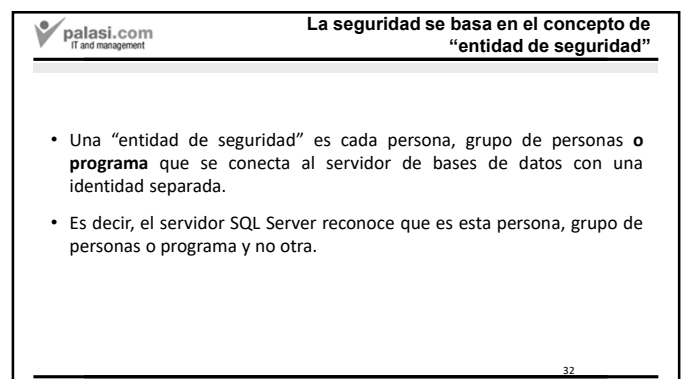 palasi.com
IT and management
La seguridad se basa en el concepto de
“entidad de seguridad”
• Una “entidad de seguridad” es cada persona, grupo de personas o
programa que se conecta al servidor de bases de datos con una
identidad separada.
• Es decir, el servidor SQL Server reconoce que es esta persona, grupo de
personas o programa y no otra.
32